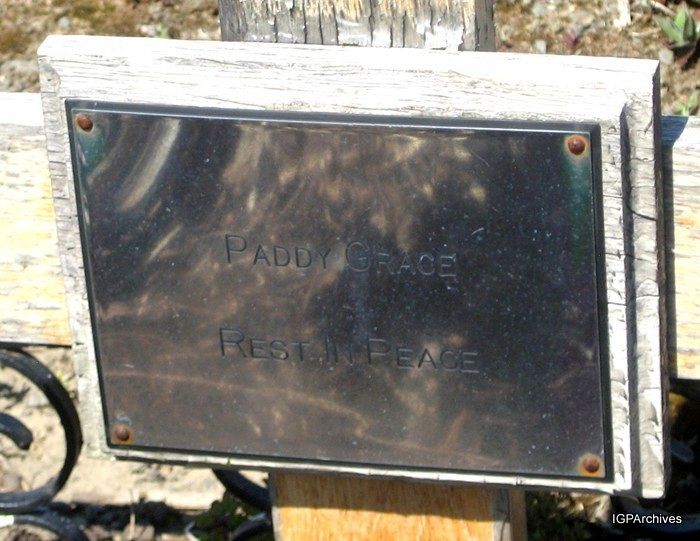 PADDY GRACE
REST IN PEACE
IGPArchives